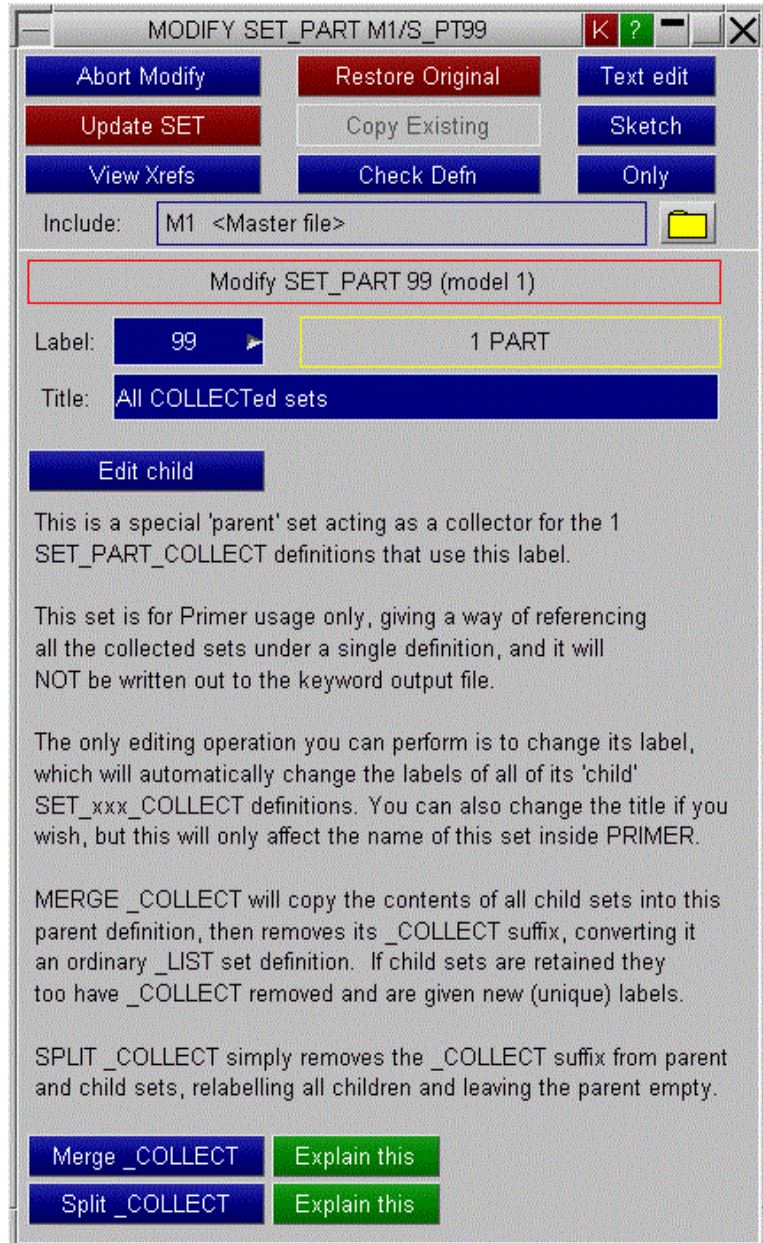 MODIFY SET_PART M1/S_PT99 K ?
Abort Modify Restore Original Text edit
Update SET Copy Existing Sketch
View Xrefs Check Defn Only
Include: M1 <Master file>
Modify SET_PART 99 (model 1)
Label: 99 1 PART
Title: All COLLECTed sets
Edit child
This is a special 'parent' set acting as a collector for the 1
SET_PART_COLLECT definitions that use this label.
This set is for Primer usage only, giving a way of referencing
all the collected sets under a single definition, and it will
NOT be written out to the keyword output file.
The only editing operation you can perform is to change its label,
which will automatically change the labels of all of its 'child'
SET_xxx_COLLECT definitions. You can also change the title if you
wish, but this will only affect the name of this set inside PRIMER.
MERGE _COLLECT will copy the contents of all child sets into this
parent definition, then removes its _COLLECT suffix, converting it
an ordinary _LIST set definition. If child sets are retained they
too have _COLLECT removed and are given new (unique) labels.
SPLIT _COLLECT simply removes the _COLLECT suffix from parent
and child sets, relabelling all children and leaving the parent empty.
Merge _COLLECT Explain this
Split _COLLECT Explain this